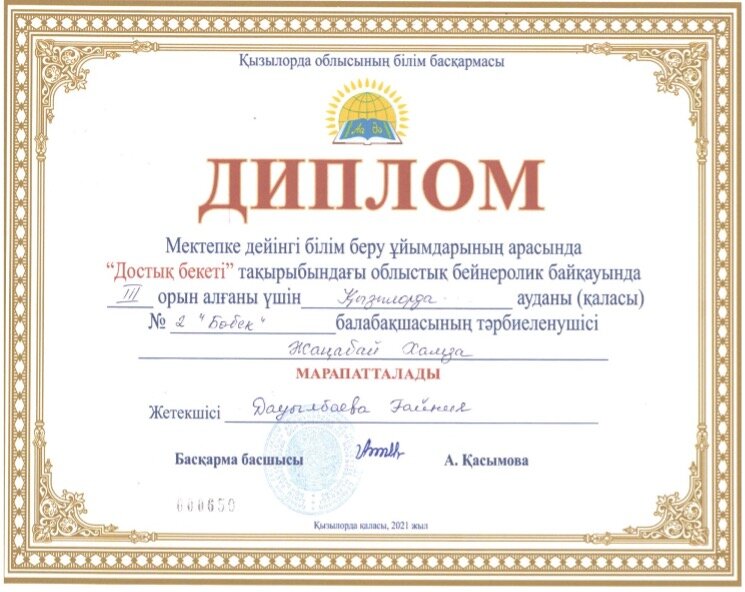 Қызылорда облысының білім басқармасы
ДИПЛОМ
Мектепке дейінгі білім беру ұйымдарының арасында
“Достық бекеті” тақырыбындағы облыстық бейнеролик байқауында
III орын алғаны үшін Қызылорда ауданы (қаласы)
№ 2 "Бөбек" балабақшасының тәрбиеленушісі
Жаңабай Хамза
МАРАПАТТАЛАДЫ
Жетекшісі Дауылбаева Ғайния
Басқарма басшысы А. Қасымова
000650
Қызылорда қаласы, 2021 жыл